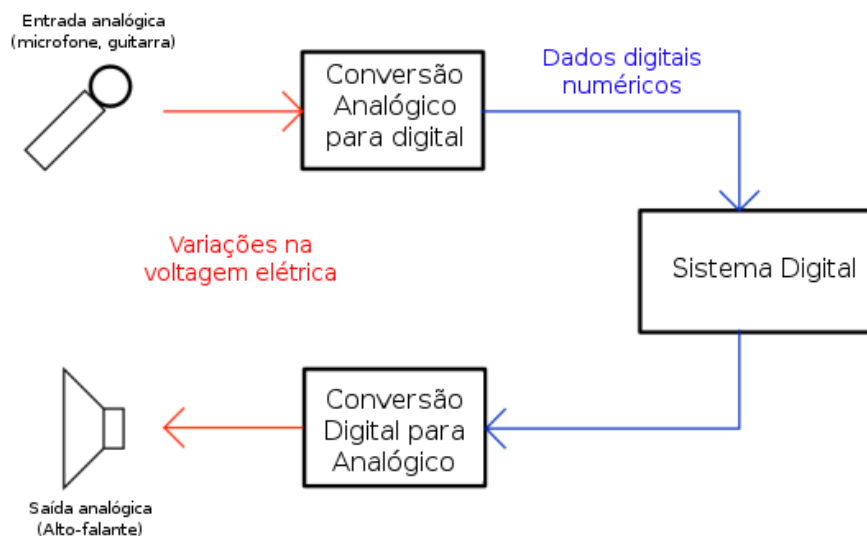 Entrada analógica
(microfone, guitarra)
Conversão
Analógico
para digital
Dados digitais
numéricos
Variações na
voltagem elétrica
Sistema Digital
Conversão
Digital para
Analógico
Saída analógica
(Alto-falante)